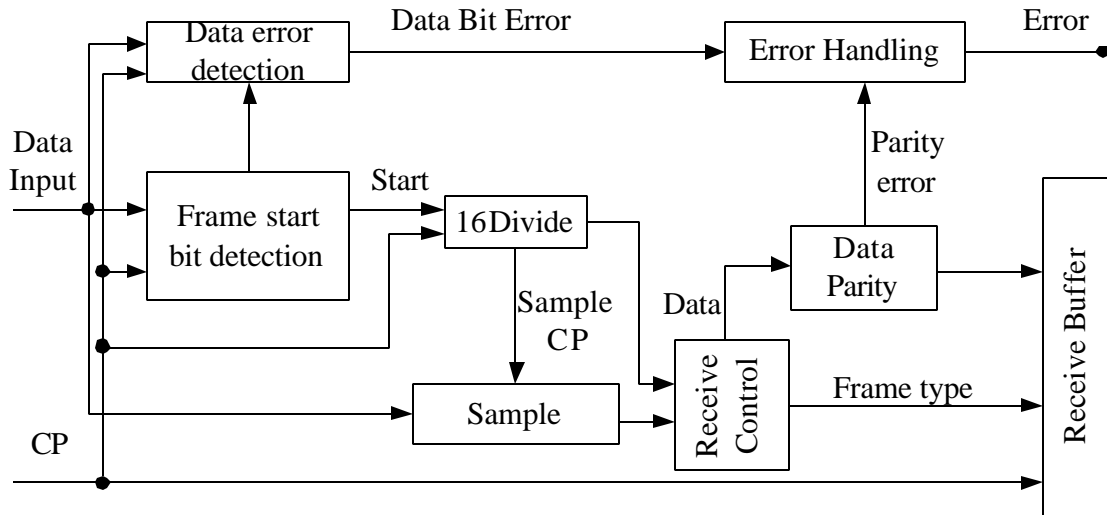 Data error
detection
Data Bit Error
Error Handling
Error
Data
Input
Frame start
bit detection
Start
16Divide
Parity
error
Data
Parity
Sample
CP
Data
Sample
Receive
Control
Frame type
Receive Buffer
CP